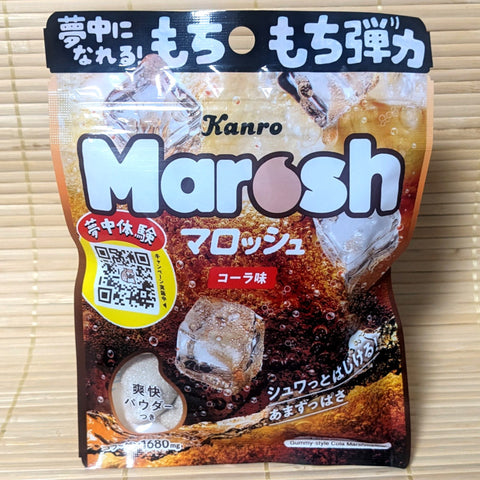 夢中に
なれる!
もち
もち弾力
Kanro
Marosh
夢中体験
マロッシュ
コーラ味
シュワっとはじける
あまずっぱさ
爽快
パウダー
つき
1680mg
Gummy-style Cola Marshmallow